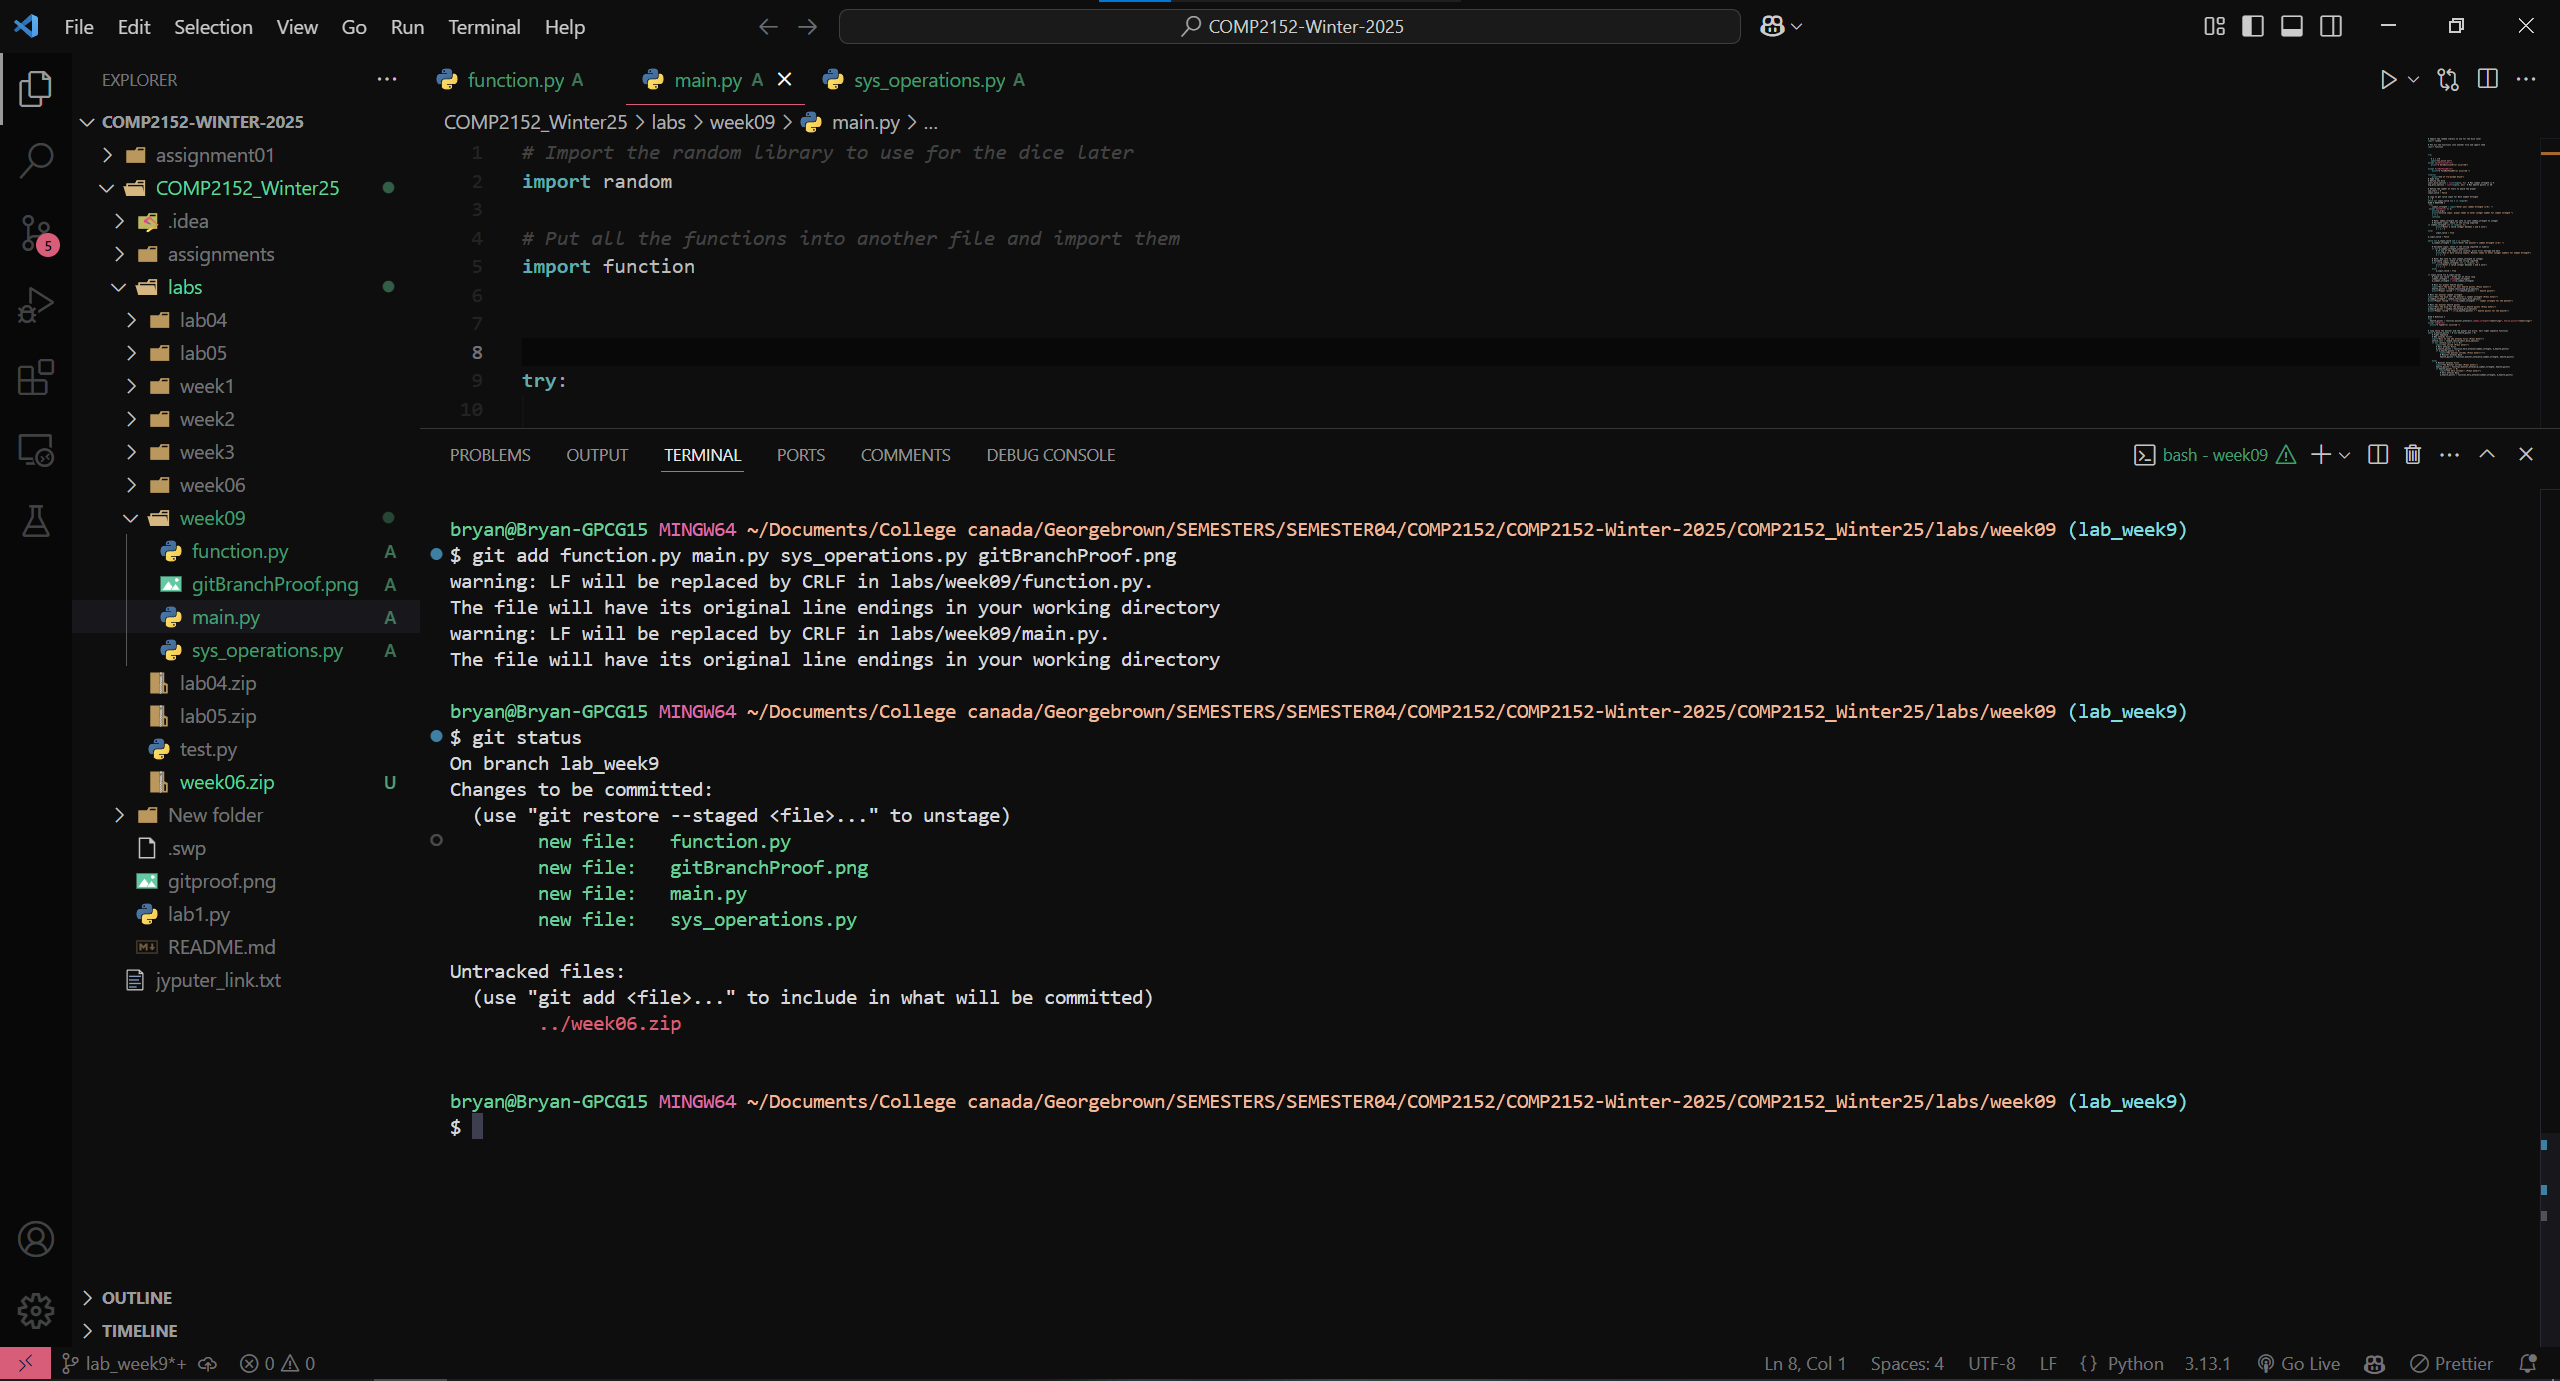 File Edit Selection View Go Run Terminal Help
COMP2152-Winter-2025
EXPLORER
COMP2152-WINTER-2025
assignment01
COMP2152_Winter25
.idea
assignments
labs
lab04
lab05
week1
week2
week3
week06
week09
function.py A
gitBranchProof.png A
main.py A
sys_operations.py A
lab04.zip
lab05.zip
test.py
week06.zip U
New folder
.swp
gitproof.png
lab1.py
README.md
jyputer_link.txt
OUTLINE
TIMELINE
5
function.py A
main.py A
sys_operations.py A
COMP2152_Winter25 > labs > week09 > main.py > ...
1 # Import the random library to use for the dice later
2 import random
3
4 # Put all the functions into another file and import them
5 import function
6
7
8
9 try:
10
PROBLEMS OUTPUT TERMINAL PORTS COMMENTS DEBUG CONSOLE
bash - week09
bryan@Bryan-GPCG15 MINGW64 ~/Documents/College canada/Georgebrown/SEMESTERS/SEMESTER04/COMP2152/COMP2152-Winter-2025/COMP2152_Winter25/labs/week09 (lab_week9)
$ git add function.py main.py sys_operations.py gitBranchProof.png
warning: LF will be replaced by CRLF in labs/week09/function.py.
The file will have its original line endings in your working directory
warning: LF will be replaced by CRLF in labs/week09/main.py.
The file will have its original line endings in your working directory
bryan@Bryan-GPCG15 MINGW64 ~/Documents/College canada/Georgebrown/SEMESTERS/SEMESTER04/COMP2152/COMP2152-Winter-2025/COMP2152_Winter25/labs/week09 (lab_week9)
$ git status
On branch lab_week9
Changes to be committed:
(use "git restore --staged <file>..." to unstage)
new file: function.py
new file: gitBranchProof.png
new file: main.py
new file: sys_operations.py
Untracked files:
(use "git add <file>..." to include in what will be committed)
../week06.zip
bryan@Bryan-GPCG15 MINGW64 ~/Documents/College canada/Georgebrown/SEMESTERS/SEMESTER04/COMP2152/COMP2152-Winter-2025/COMP2152_Winter25/labs/week09 (lab_week9)
$
lab_week9*+ 0 0
Ln 8, Col 1 Spaces: 4 UTF-8 LF {} Python 3.13.1 Go Live Prettier